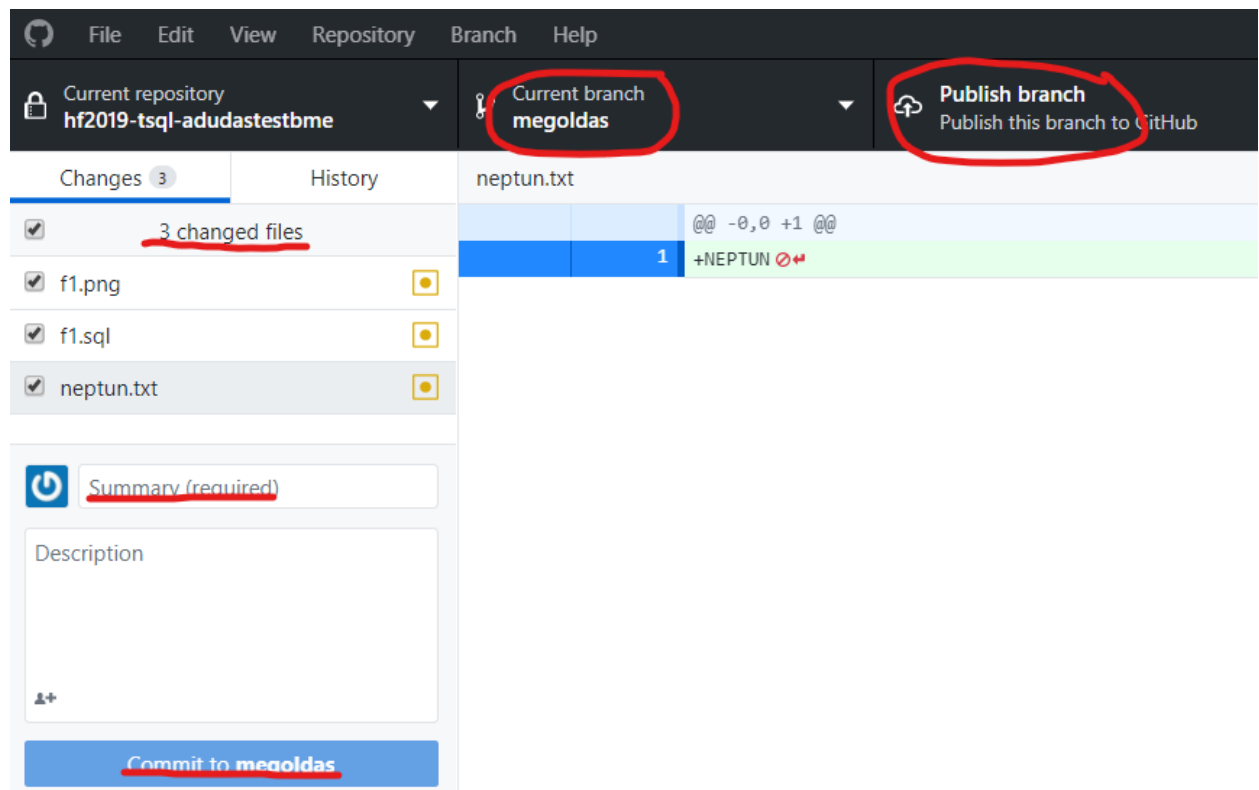 File Edit View Repository Branch Help
Current repository
hf2019-tsql-adudastestbme
Current branch
megoldas
Publish branch
Publish this branch to GitHub
Changes 3
History
neptun.txt
3 changed files
@@ -0,0 +1 @@
1 +NEPTUN
f1.png
f1.sql
neptun.txt
Summary (required)
Description
Commit to megoldas